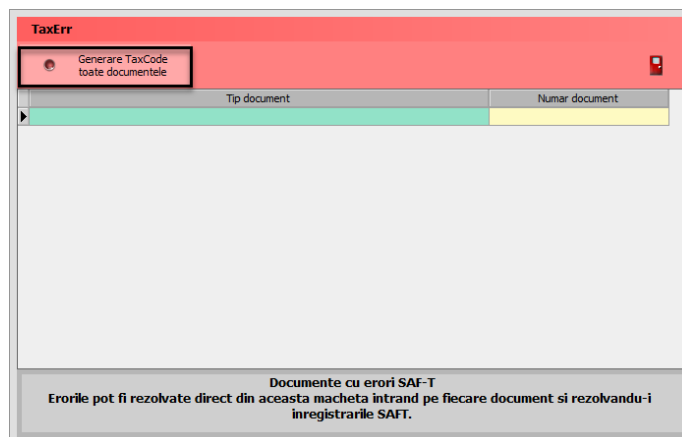 TaxErr
Generare TaxCode
toate documentele
Tip document Numar document
Documente cu erori SAF-T
Erorile pot fi rezolvate direct din aceasta macheta intrand pe fiecare document si rezolvandu-i
inregistrarile SAFT.